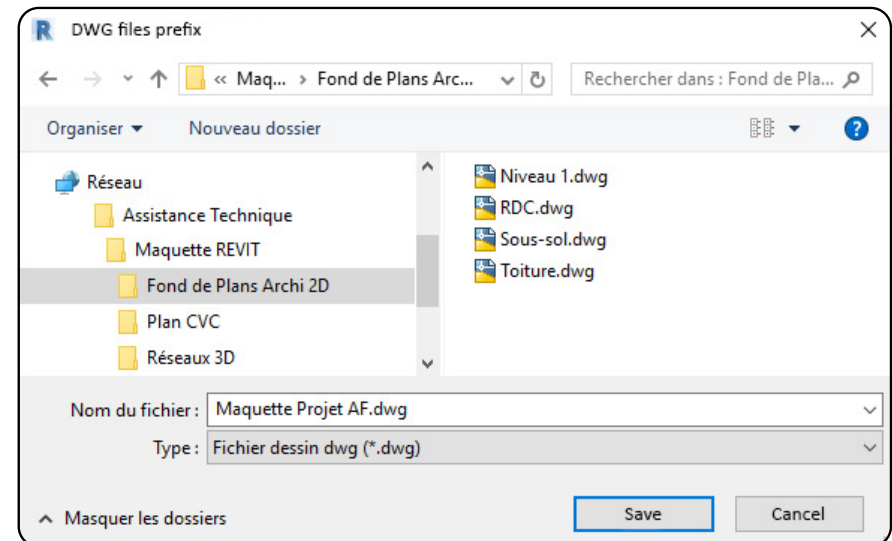 R DWG files prefix
« Maq... › Fond de Plans Arc...
Rechercher dans : Fond de Pla...
Organiser
Nouveau dossier
?
Réseau
Assistance Technique
Maquette REVIT
Fond de Plans Archi 2D
Plan CVC
Réseaux 3D
Niveau 1.dwg
RDC.dwg
Sous-sol.dwg
Toiture.dwg
Nom du fichier : Maquette Projet AF.dwg
Type : Fichier dessin dwg (*.dwg)
Masquer les dossiers
Save
Cancel